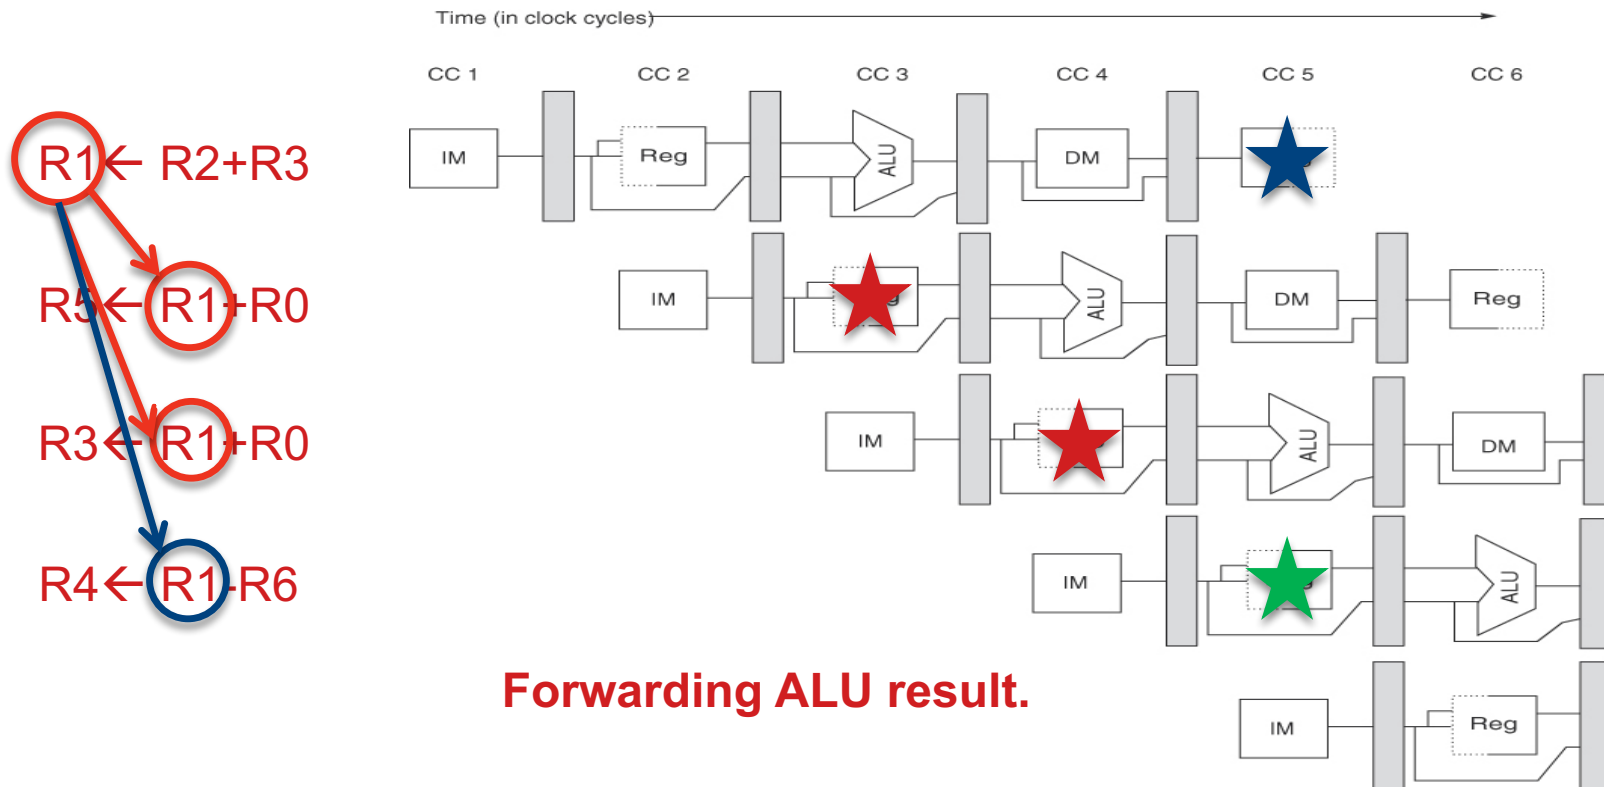 Time (in clock cycles)
CC 1 CC 2 CC 3 CC 4 CC 5 CC 6
R1← R2+R3
IM Reg ALU DM
R5← R1+R0
IM ALU DM Reg
R3← R1+R0
IM ALU DM
R4← R1-R6
IM ALU
Forwarding ALU result.
IM Reg